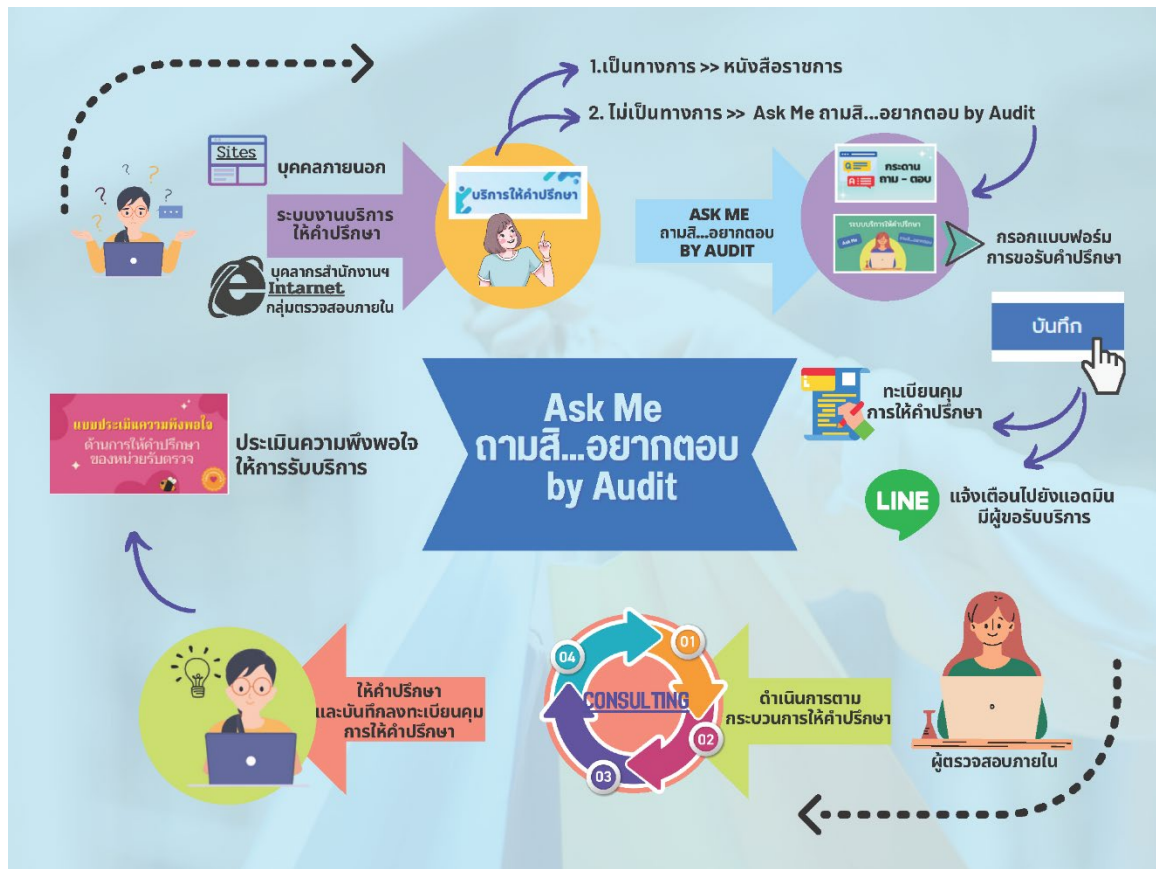 1.เป็นทางการ >> หนังสือราชการ
2. ไม่เป็นทางการ >> Ask Me ถามสิ...อยากตอบ by Audit
Sites
บุคคลภายนอก
ระบบงานบริการ
ให้คำปรึกษา
บุคลากรสำนักงานฯ
Intarnet
กลุ่มตรวจสอบภายใน
บริการให้คำปรึกษา
ASK ME
ถามสิ...อยากตอบ
BY AUDIT
Q
A
กระดาน
ถาม - ตอบ
ระบบบริการให้คำปรึกษา
Ask Me
กรอกแบบฟอร์ม
การขอรับคำปรึกษา
บันทึก
ทะเบียนคุม
การให้คำปรึกษา
LINE
แจ้งเตือนไปยังแอดมิน
มีผู้ขอรับบริการ
Ask Me
ถามสิ...อยากตอบ
by Audit
แบบประเมินความพึงพอใจ
ด้านการให้คำปรึกษา
ของหน่วยรับตรวจ
ประเมินความพึงพอใจ
ให้การรับบริการ
ให้คำปรึกษา
และบันทึกลงทะเบียนคุม
การให้คำปรึกษา
01
02
03
04
CONSULTING
ดำเนินการตาม
กระบวนการให้คำปรึกษา
ผู้ตรวจสอบภายใน